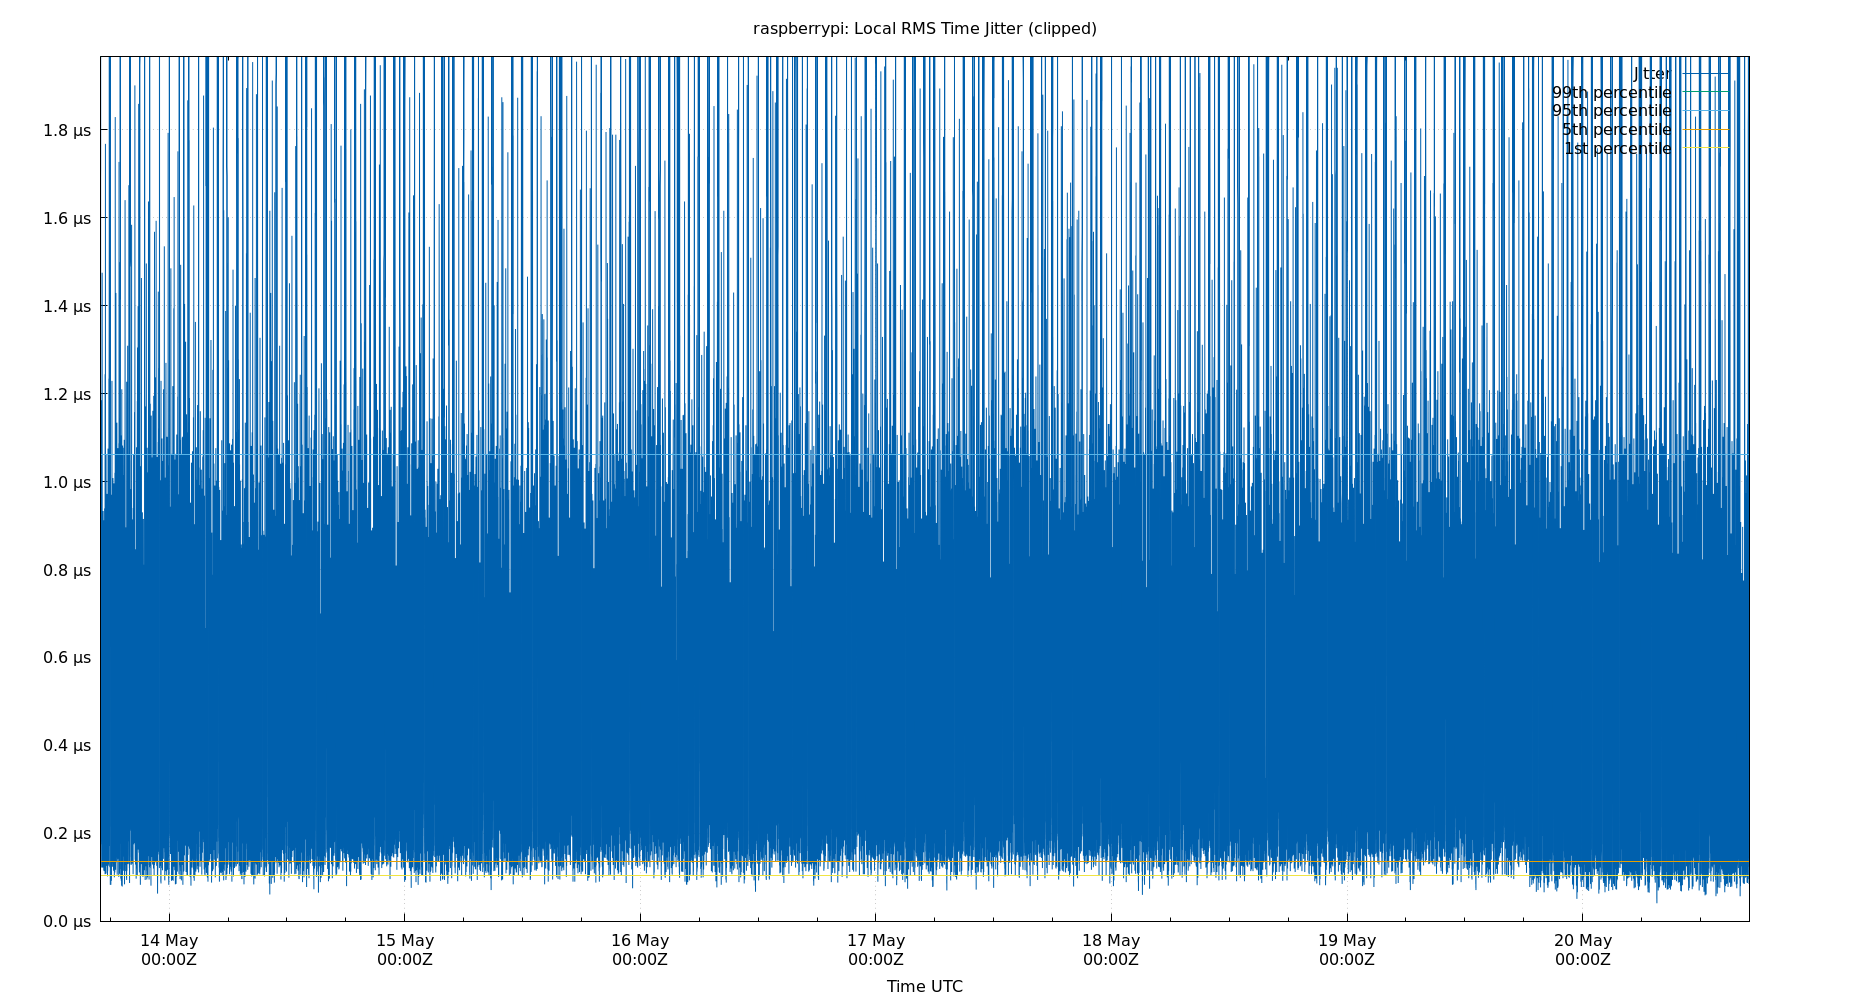 raspberrypi: Local RMS Time Jitter (clipped)
Jitter
99th percentile
95th percentile
5th percentile
1st percentile
1.8 µs
1.6 µs
1.4 µs
1.2 µs
1.0 µs
0.8 µs
0.6 µs
0.4 µs
0.2 µs
0.0 µs
14 May 15 May 16 May 17 May 18 May 19 May 20 May
00:00Z 00:00Z 00:00Z 00:00Z 00:00Z 00:00Z 00:00Z
Time UTC